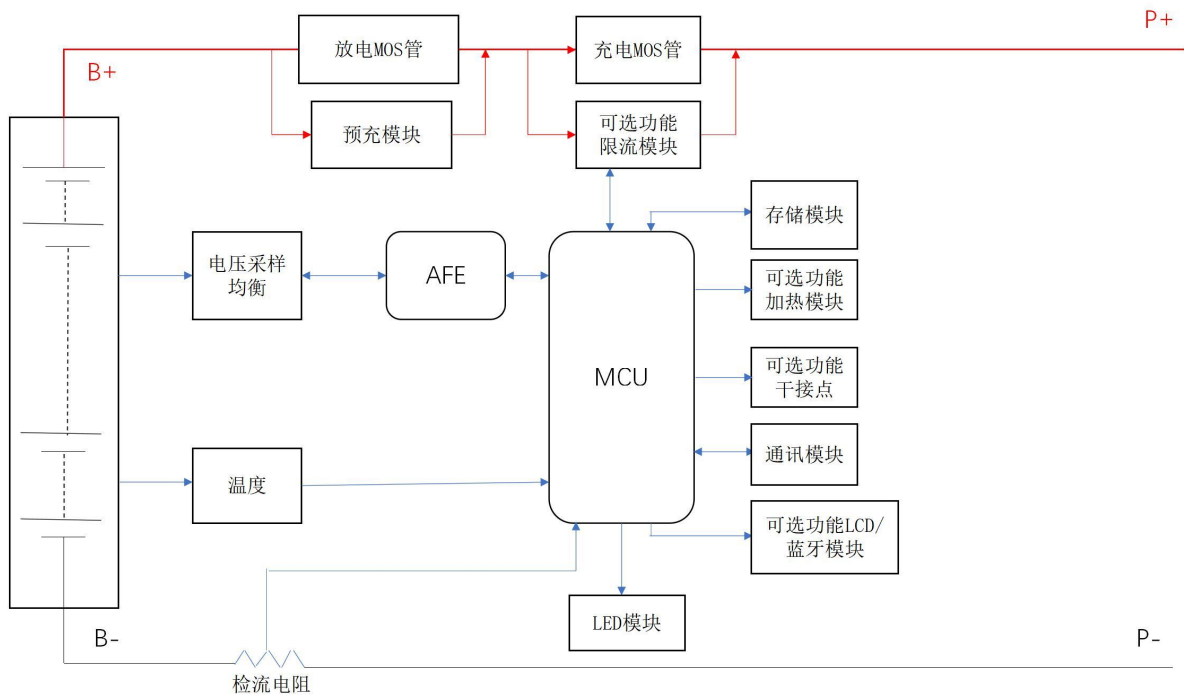 P+
放电MOS管
充电MOS管
B+
预充模块
可选功能
限流模块
存储模块
电压采样
均衡
AFE
可选功能
加热模块
MCU
可选功能
干接点
通讯模块
温度
可选功能LCD/
蓝牙模块
LED模块
B-
P-
检流电阻